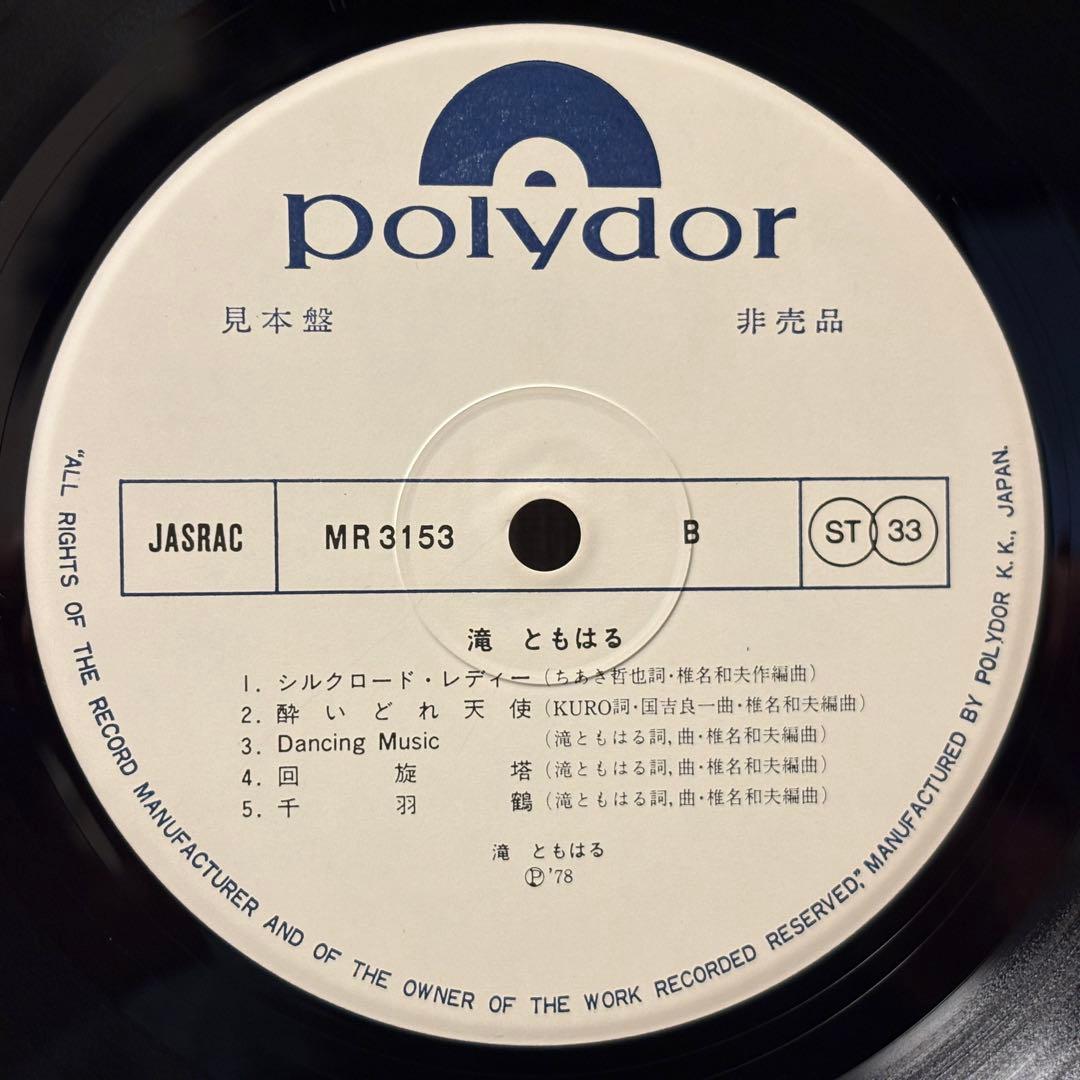 polydor
見本盤 非売品
JASRAC MR 3153 B ST 33
滝 ともはる
1. シルクロード・レディー (ちあき哲也詞・椎名和夫作編曲)
2. 酔いどれ天使 (KURO詞・国吉良一曲・椎名和夫編曲)
3. Dancing Music (滝ともはる詞,曲・椎名和夫編曲)
4. 回旋塔 (滝ともはる詞,曲・椎名和夫編曲)
5. 千羽鶴 (滝ともはる詞,曲・椎名和夫編曲)
滝 ともはる
Ⓟ '78
"ALL RIGHTS OF THE RECORD MANUFACTURER AND OF THE OWNER OF THE WORK RECORDED RESERVED," MANUFACTURED BY POLYDOR K.K., JAPAN.